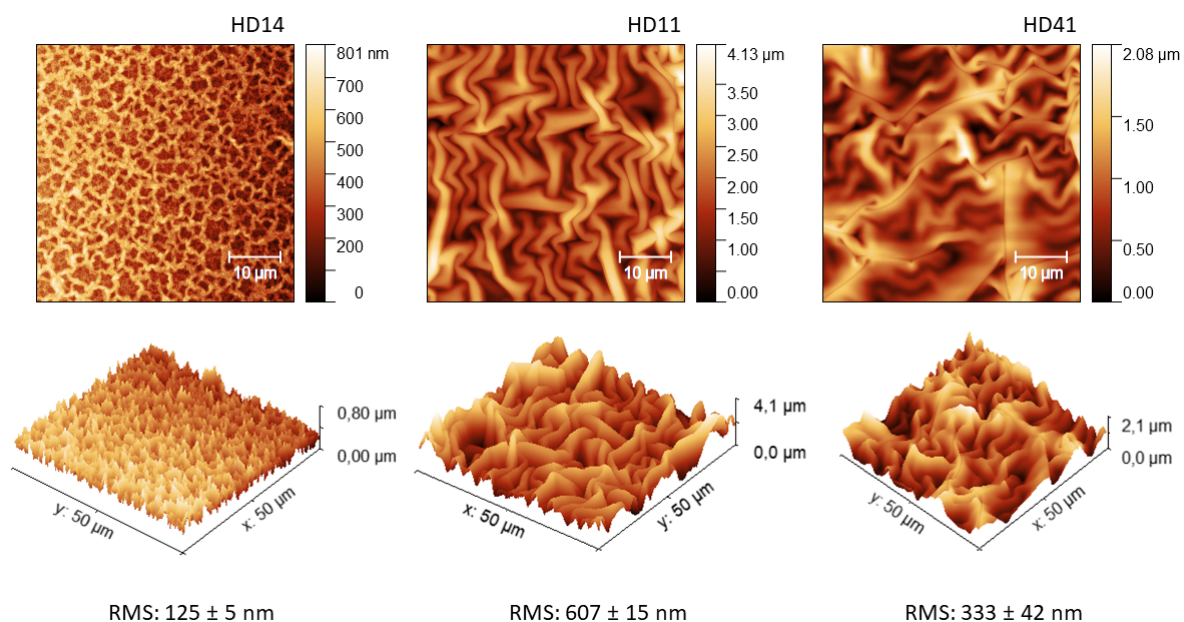 HD14
801 nm
700
600
500
400
300
200
0
10 µm
HD11
4.13 µm
3.50
3.00
2.50
2.00
1.50
1.00
0.00
10 µm
HD41
2.08 µm
1.50
1.00
0.50
0.00
10 µm
0,80 µm
0,00 µm
y: 50 µm
x: 50 µm
4,1 µm
0,0 µm
x: 50 µm
y: 50 µm
2,1 µm
0,0 µm
y: 50 µm
x: 50 µm
RMS: 125 ± 5 nm
RMS: 607 ± 15 nm
RMS: 333 ± 42 nm